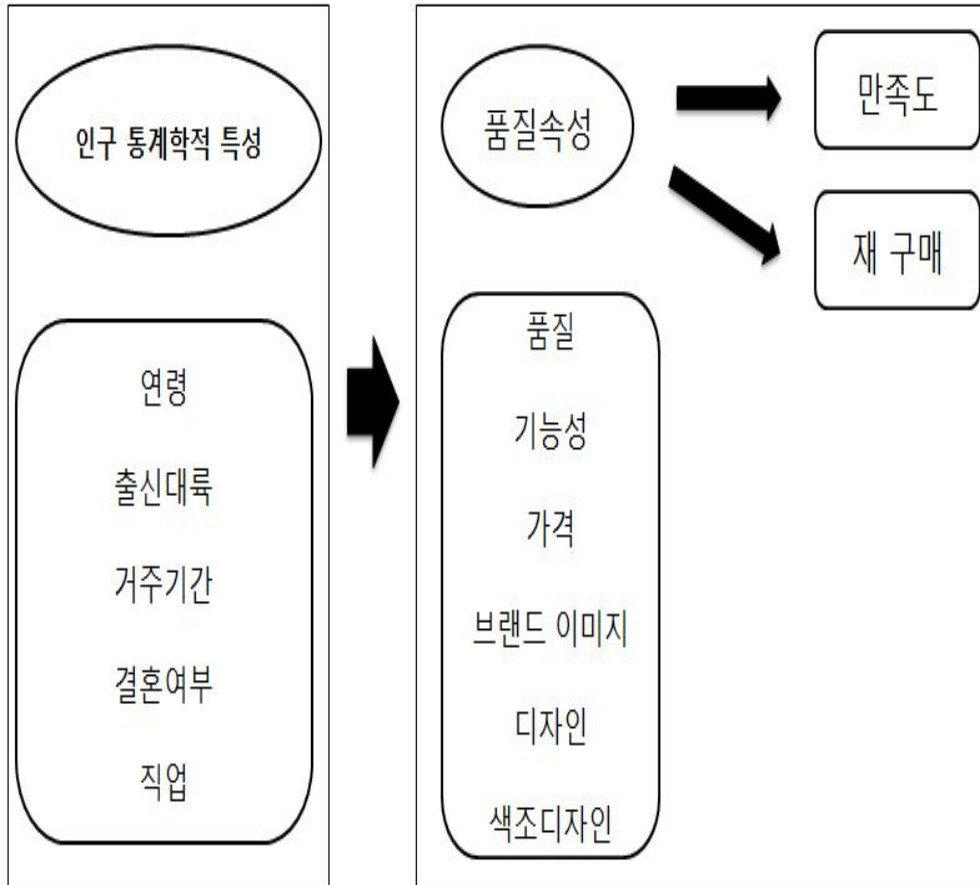 인구 통계학적 특성
연령
출신대륙
거주기간
결혼여부
직업
품질속성
품질
기능성
가격
브랜드 이미지
디자인
색조디자인
만족도
재 구매